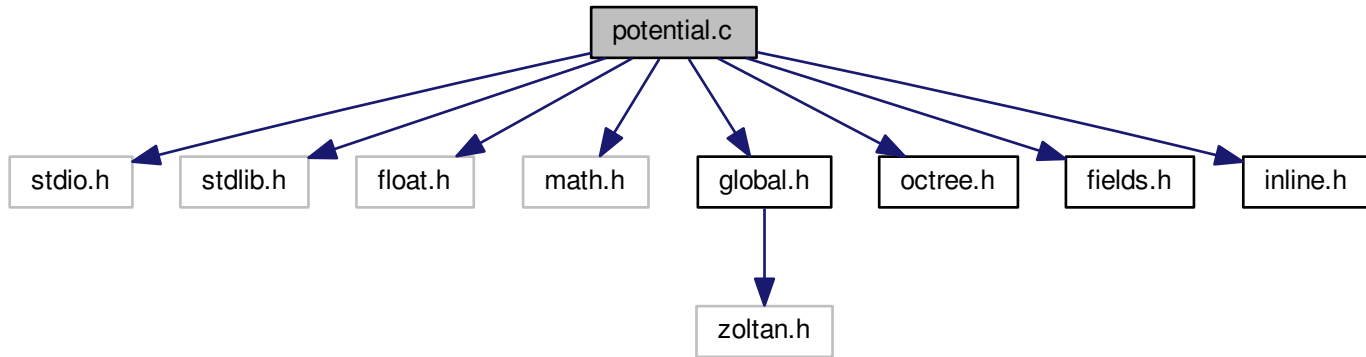 potential.c
stdio.h
stdlib.h
float.h
math.h
global.h
octree.h
fields.h
inline.h
zoltan.h